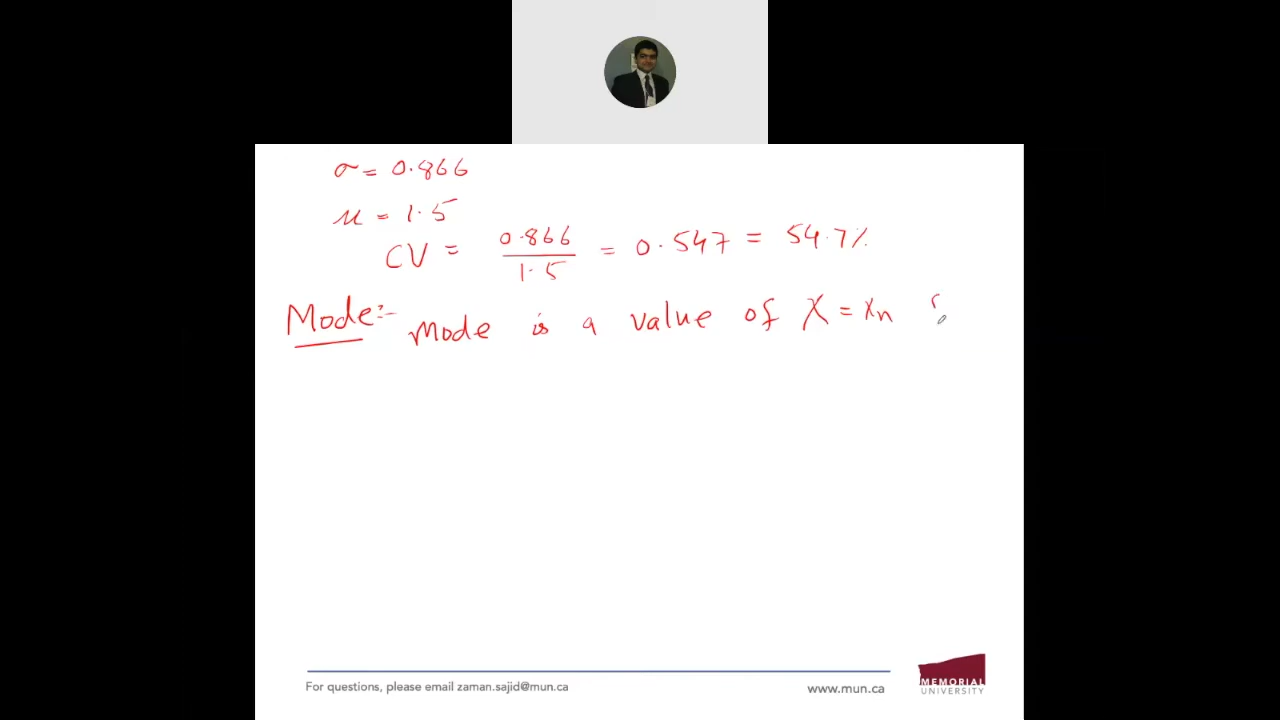 σ = 0.866
μ = 1.5
CV = 0.866 / 1.5 = 0.547 = 54.7%
Mode:- Mode is a value of X = xn
For questions, please email zaman.sajid@mun.ca
www.mun.ca
MEMORIAL
UNIVERSITY